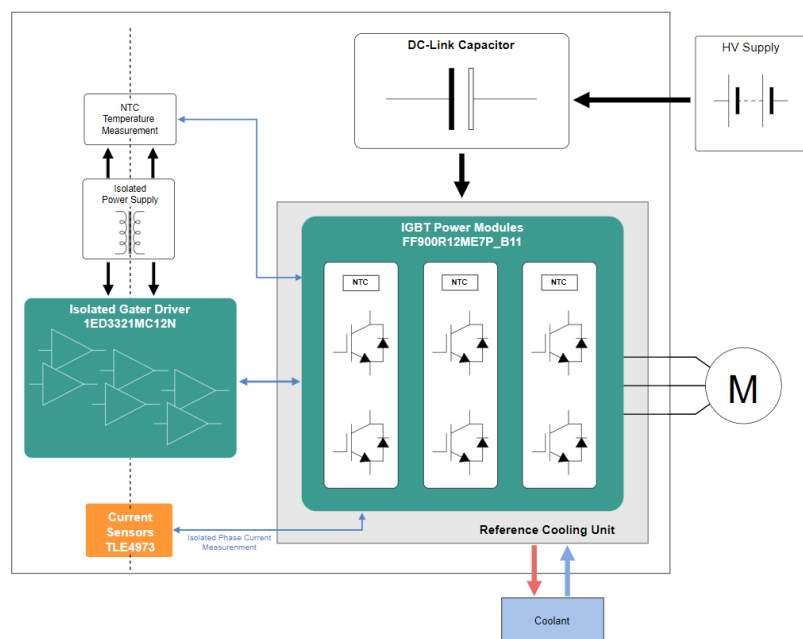 DC-Link Capacitor
HV Supply
NTC
Temperature
Measurement
Isolated
Power Supply
IGBT Power Modules
FF900R12ME7P_B11
NTC
NTC
NTC
Isolated Gater Driver
1ED3321MC12N
M
Current
Sensors
TLE4973
Isolated Phase Current
Measurenment
Reference Cooling Unit
Coolant